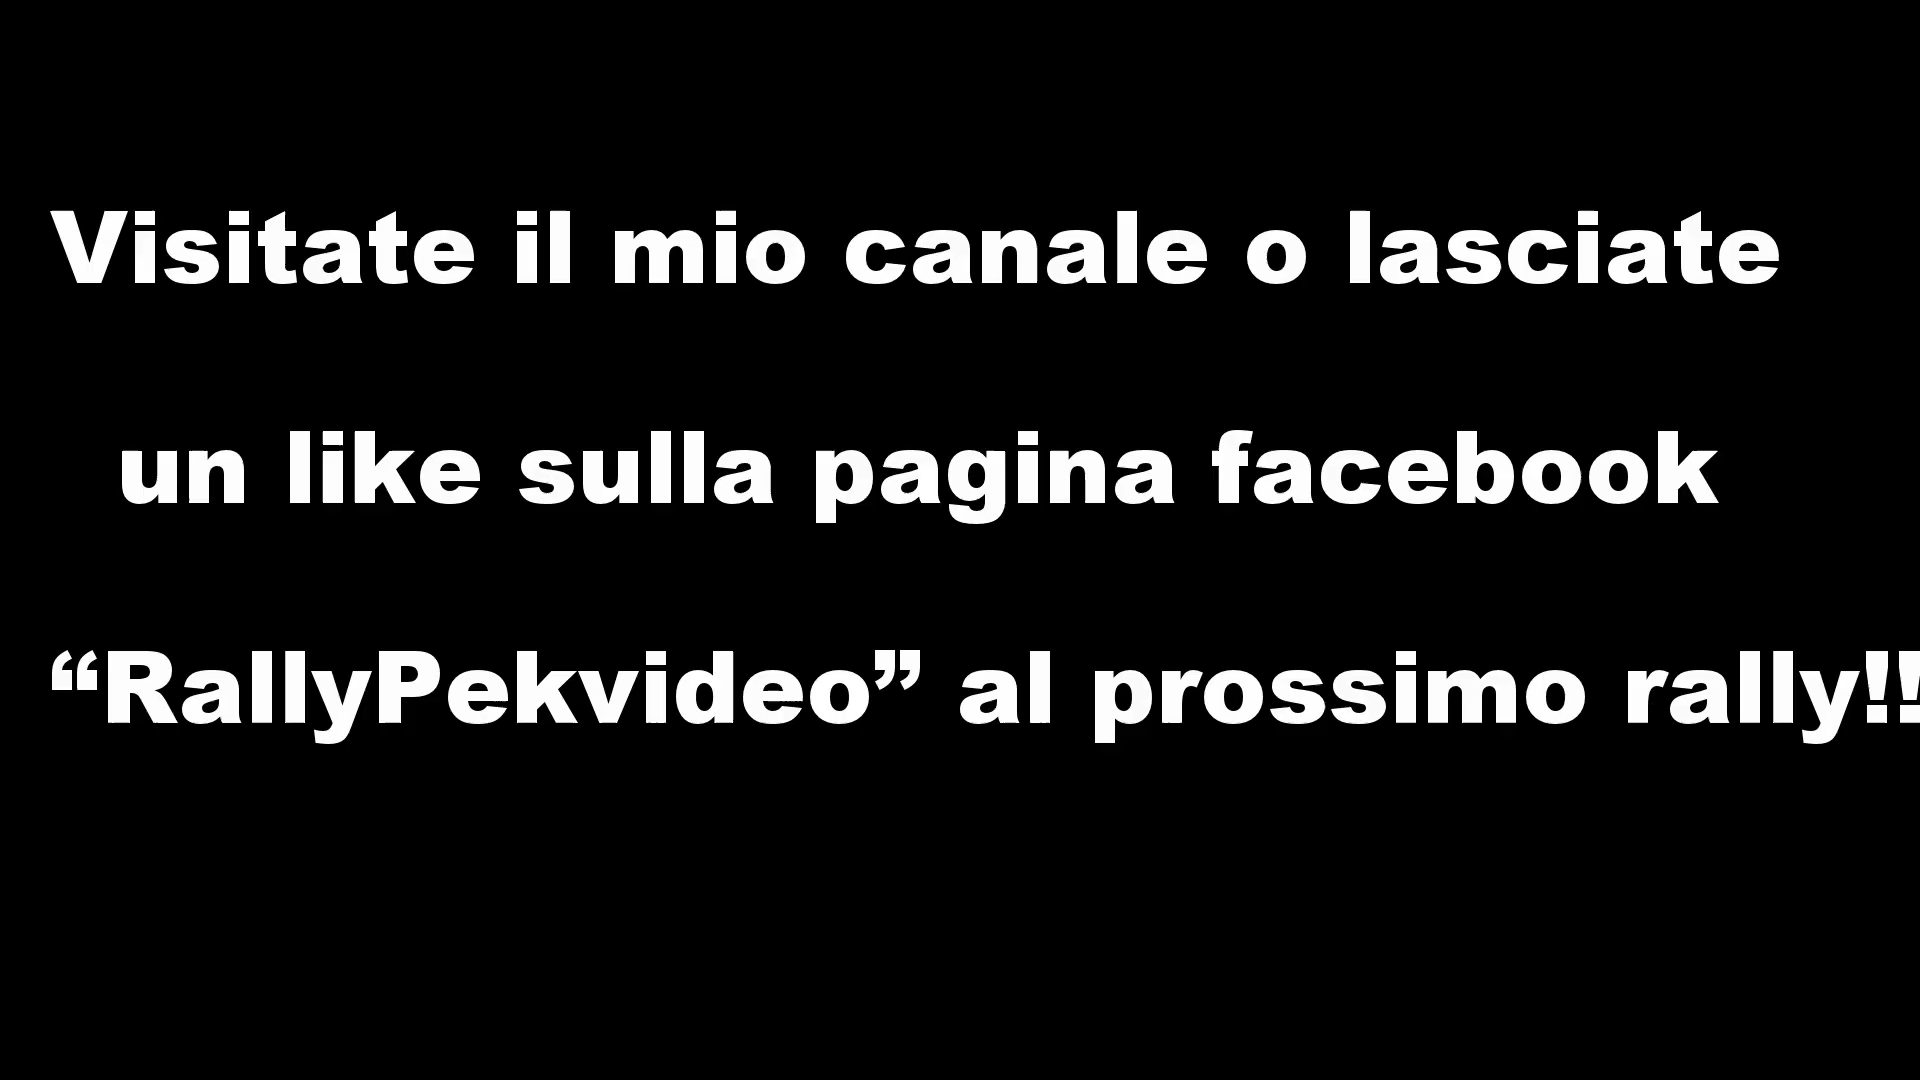 Visitate il mio canale o lasciate
un like sulla pagina facebook
“RallyPekvideo” al prossimo rally!!